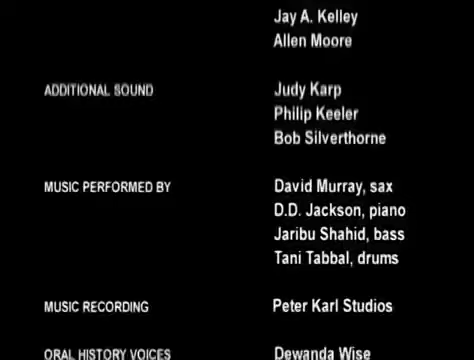 Jay A. Kelley
Allen Moore
ADDITIONAL SOUND Judy Karp
Philip Keeler
Bob Silverthorne
MUSIC PERFORMED BY David Murray, sax
D.D. Jackson, piano
Jaribu Shahid, bass
Tani Tabbal, drums
MUSIC RECORDING Peter Karl Studios
ORAL HISTORY VOICES Dewanda Wise